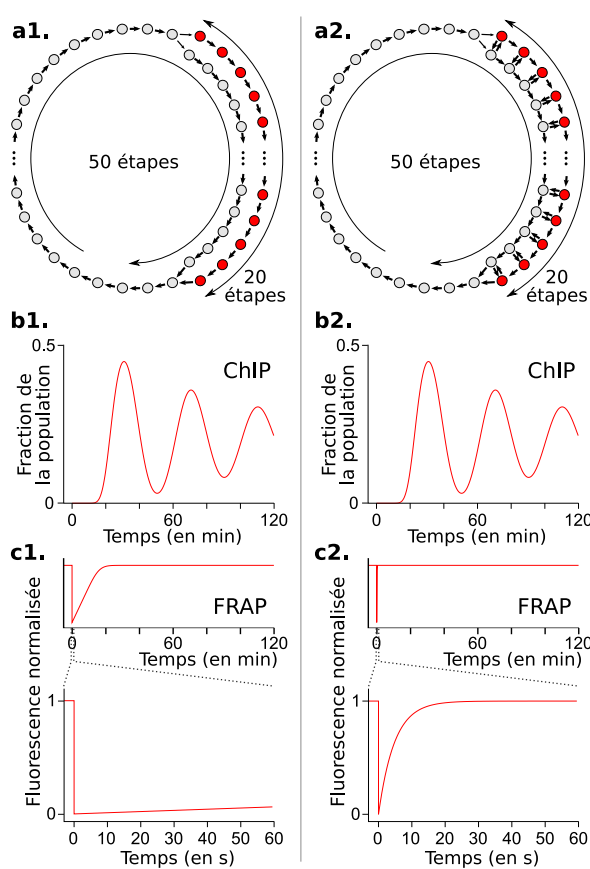 a1.
50 étapes
20
étapes
b1.
0.5
ChIP
Fraction de
la population
0
0
60
120
Temps (en min)
c1.
FRAP
0
60
120
Temps (en min)
Fluorescence normalisée
1
0
0 10 20 30 40 50 60
Temps (en s)
a2.
50 étapes
20
étapes
b2.
0.5
ChIP
Fraction de
la population
0
0
60
120
Temps (en min)
c2.
FRAP
0
60
120
Temps (en min)
Fluorescence normalisée
1
0
0 10 20 30 40 50 60
Temps (en s)